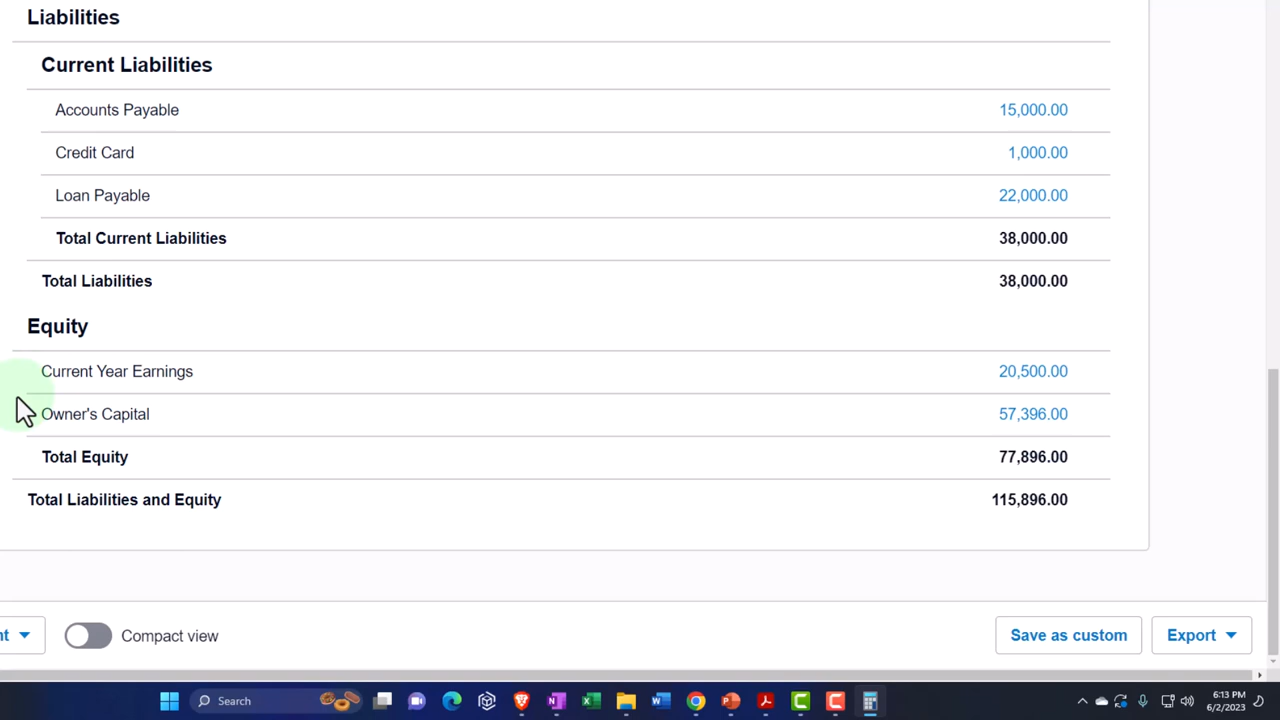 Liabilities
Current Liabilities
Accounts Payable 15,000.00
Credit Card 1,000.00
Loan Payable 22,000.00
Total Current Liabilities 38,000.00
Total Liabilities 38,000.00
Equity
Current Year Earnings 20,500.00
Owner's Capital 57,396.00
Total Equity 77,896.00
Total Liabilities and Equity 115,896.00
nt Compact view Save as custom Export
Search 6:13 PM
6/2/2023